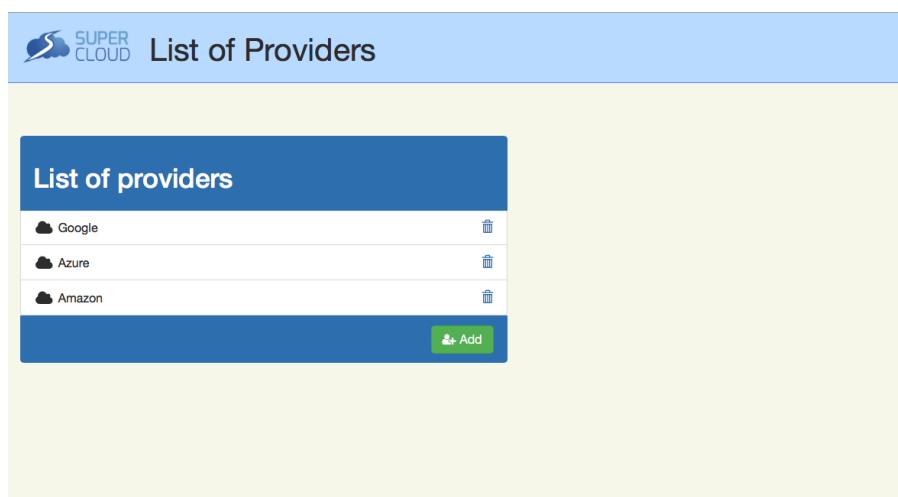 SUPER
CLOUD
List of Providers
List of providers
Google
Azure
Amazon
Add